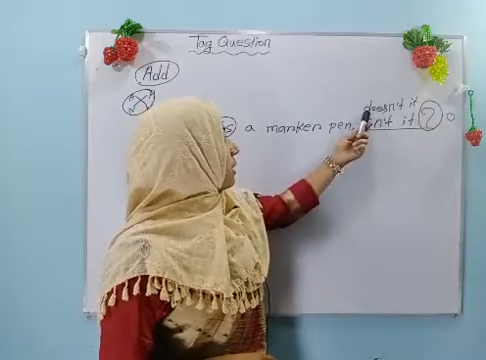 Tag Question
Add
doesn't it
a marker pen, isn't it ?